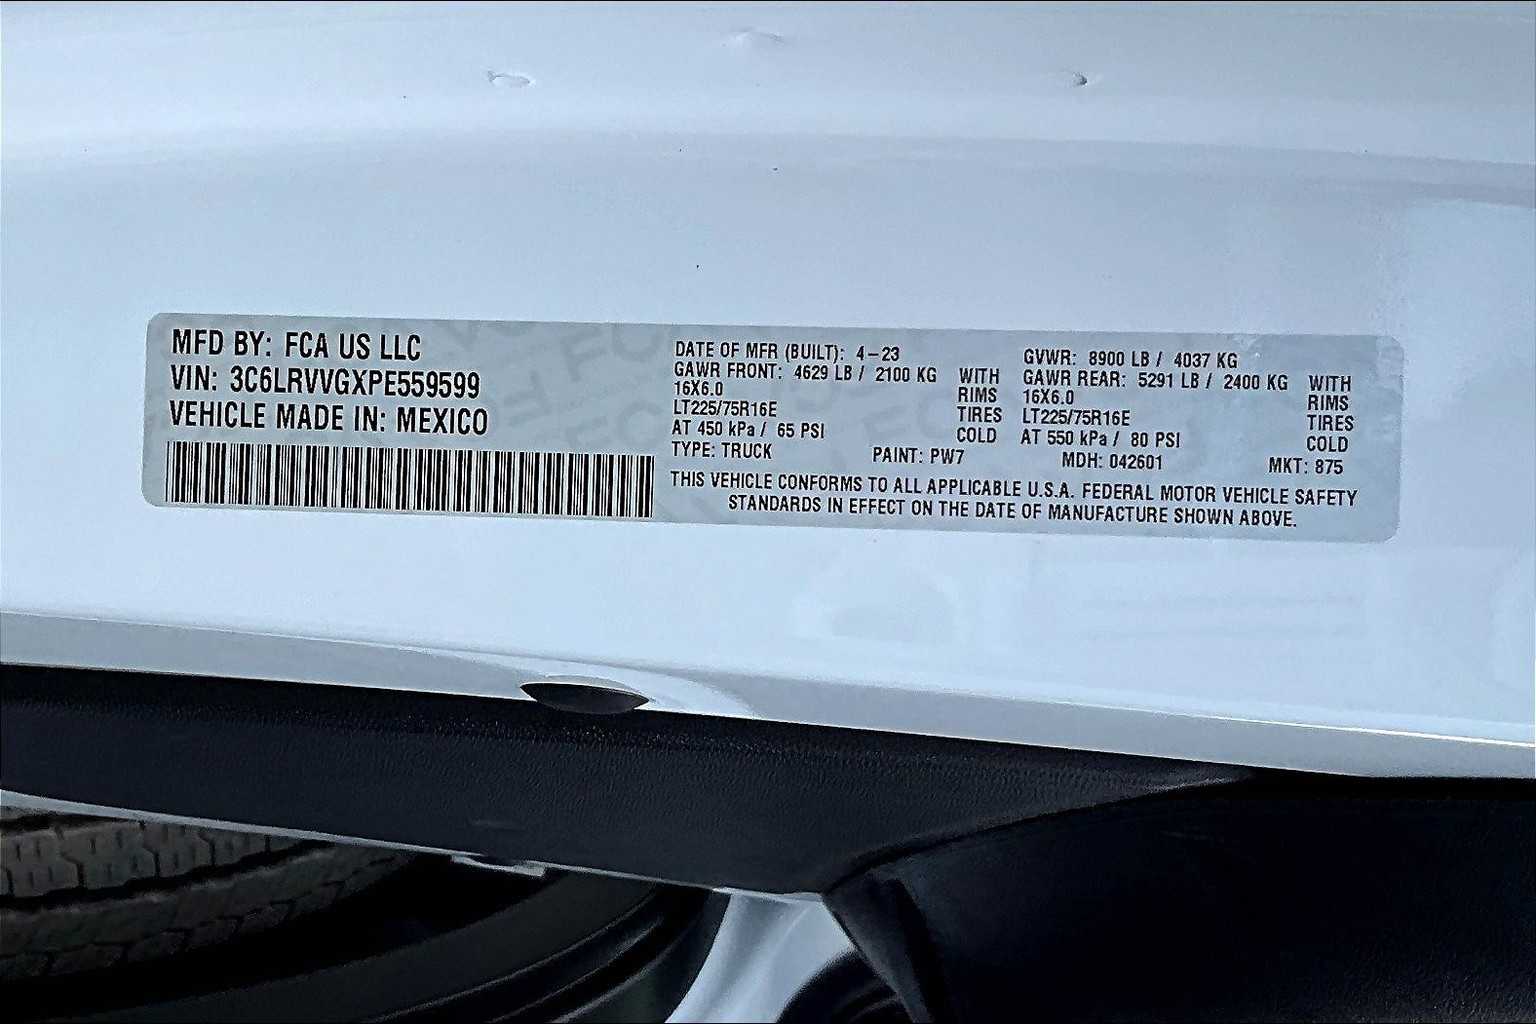 MFD BY: FCA US LLC
VIN: 3C6LRVVGXPE559599
VEHICLE MADE IN: MEXICO
DATE OF MFR (BUILT): 4-23
GAWR FRONT: 4629 LB / 2100 KG WITH
16X6.0 RIMS
LT225/75R16E TIRES
AT 450 kPa / 65 PSI COLD
GVWR: 8900 LB / 4037 KG
GAWR REAR: 5291 LB / 2400 KG WITH
16X6.0 RIMS
LT225/75R16E TIRES
AT 550 kPa / 80 PSI COLD
TYPE: TRUCK PAINT: PW7 MDH: 042601 MKT: 875
THIS VEHICLE CONFORMS TO ALL APPLICABLE U.S.A. FEDERAL MOTOR VEHICLE SAFETY
STANDARDS IN EFFECT ON THE DATE OF MANUFACTURE SHOWN ABOVE.